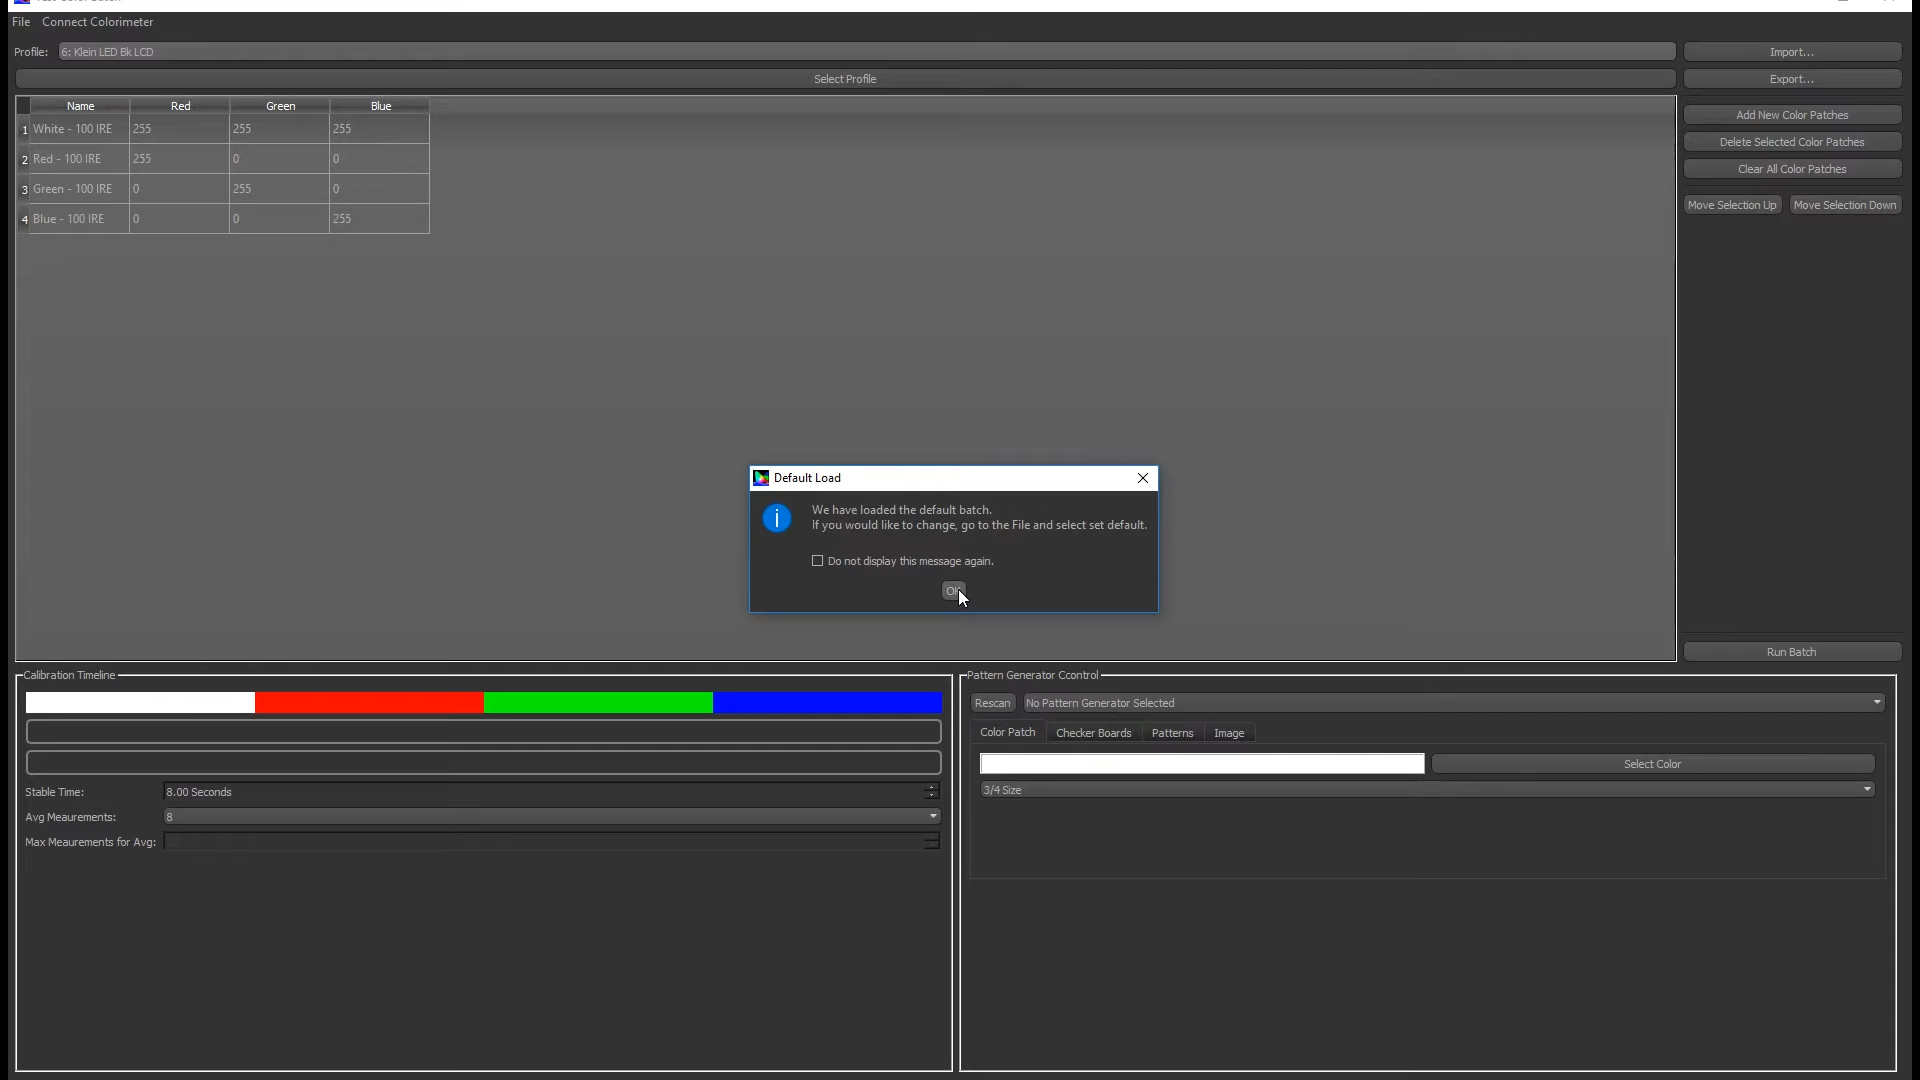 File Connect Colorimeter
Profile: 6: Klein LED Bk LCD Import...
Select Profile Export...
Name Red Green Blue
1 White - 100 IRE 255 255 255
2 Red - 100 IRE 255 0 0
3 Green - 100 IRE 0 255 0
4 Blue - 100 IRE 0 0 255
Add New Color Patches
Delete Selected Color Patches
Clear All Color Patches
Move Selection Up Move Selection Down
Default Load
We have loaded the default batch.
If you would like to change, go to the File and select set default.
Do not display this message again.
OK
Run Batch
Calibration Timeline
Stable Time: 8.00 Seconds
Avg Meaurements: 8
Max Meaurements for Avg:
Pattern Generator Ccontrol
Rescan No Pattern Generator Selected
Color Patch Checker Boards Patterns Image
Select Color
3/4 Size